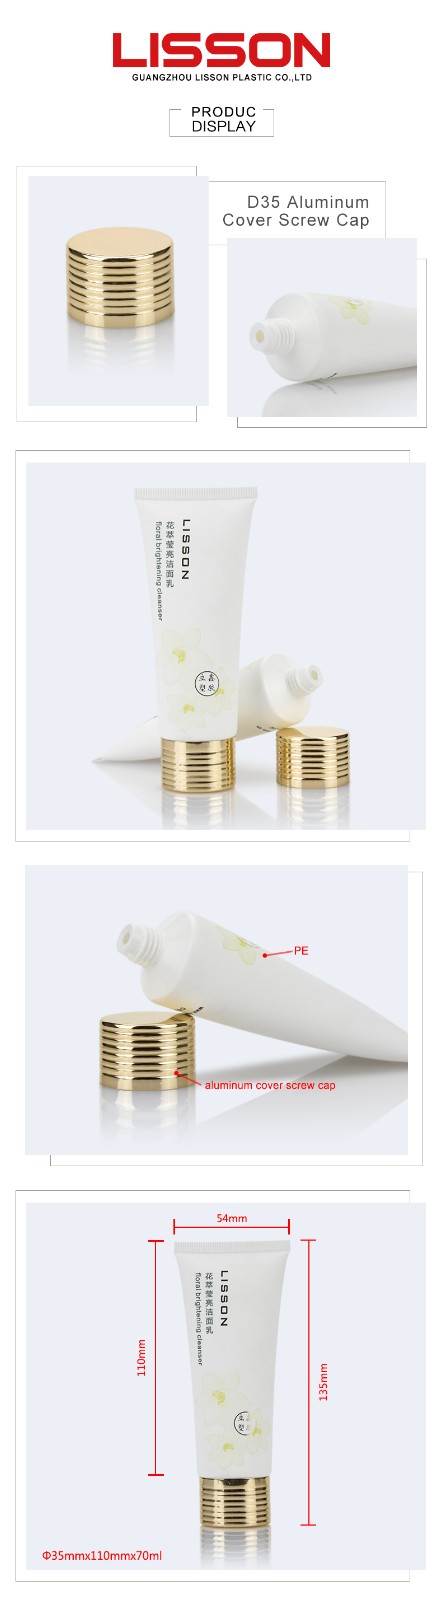 LISSON
GUANGZHOU LISSON PLASTIC CO.,LTD
PRODUC
DISPLAY
D35 Aluminum
Cover Screw Cap
LISSON
花萃莹亮洁面乳
floral brightening cleanser
PE
aluminum cover screw cap
54mm
110mm
135mm
LISSON
花萃莹亮洁面乳
floral brightening cleanser
Φ35mmx110mmx70ml